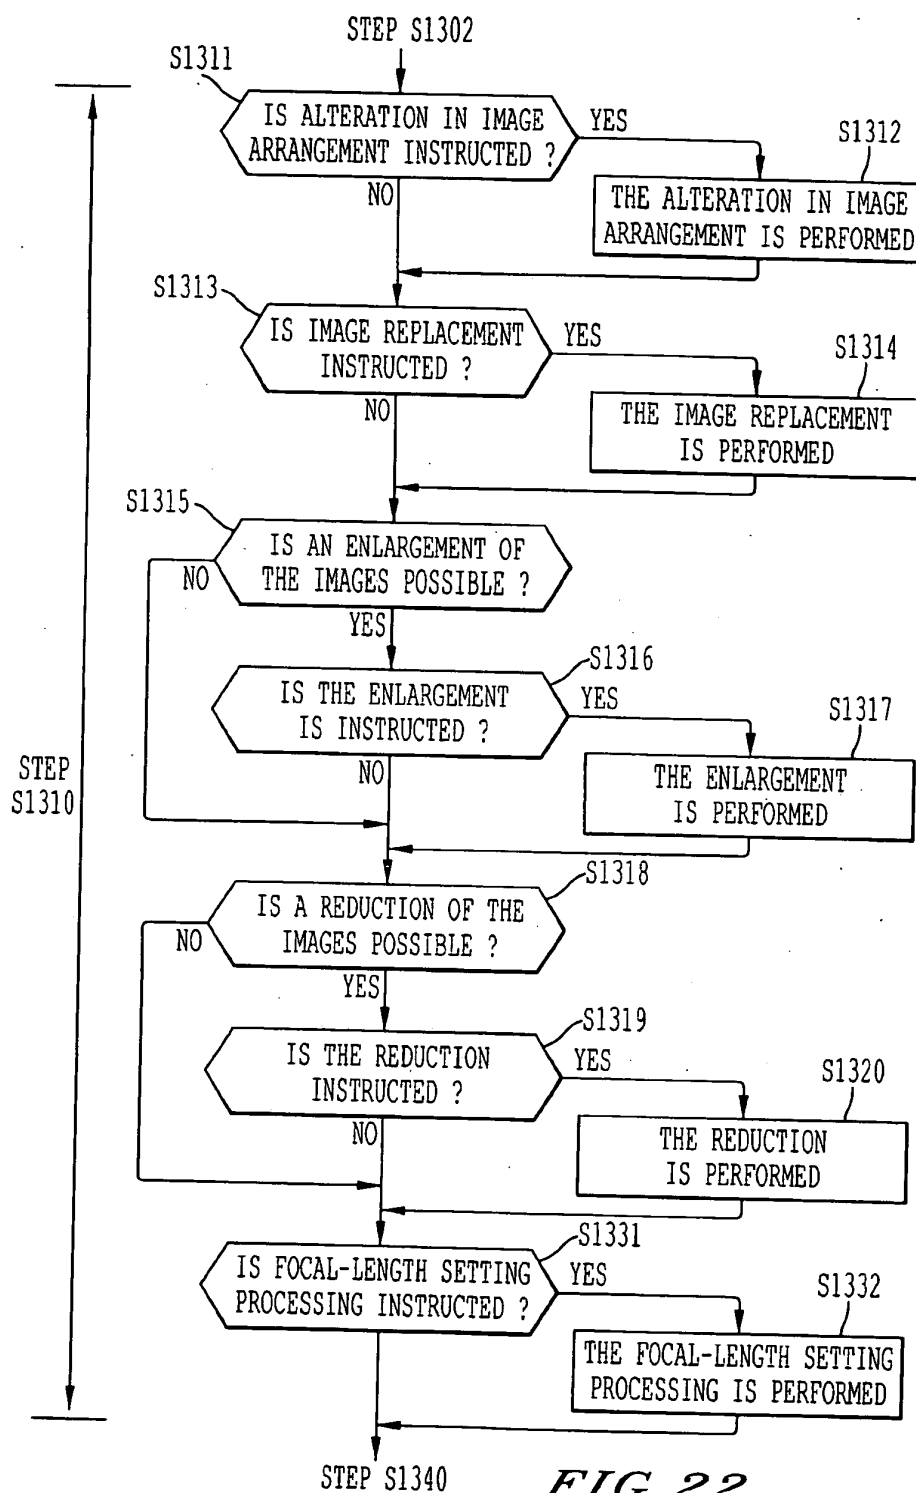 STEP S1302
S1311
IS ALTERATION IN IMAGE
ARRANGEMENT INSTRUCTED ?
YES
NO
S1312
THE ALTERATION IN IMAGE
ARRANGEMENT IS PERFORMED
S1313
IS IMAGE REPLACEMENT
INSTRUCTED ?
YES
NO
S1314
THE IMAGE REPLACEMENT
IS PERFORMED
S1315
IS AN ENLARGEMENT OF
THE IMAGES POSSIBLE ?
NO
YES
S1316
IS THE ENLARGEMENT
IS INSTRUCTED ?
YES
NO
S1317
THE ENLARGEMENT
IS PERFORMED
STEP
S1310
S1318
IS A REDUCTION OF THE
IMAGES POSSIBLE ?
NO
YES
S1319
IS THE REDUCTION
INSTRUCTED ?
YES
NO
S1320
THE REDUCTION
IS PERFORMED
S1331
IS FOCAL-LENGTH SETTING
PROCESSING INSTRUCTED ?
YES
S1332
THE FOCAL-LENGTH SETTING
PROCESSING IS PERFORMED
STEP S1340
FIG. 22